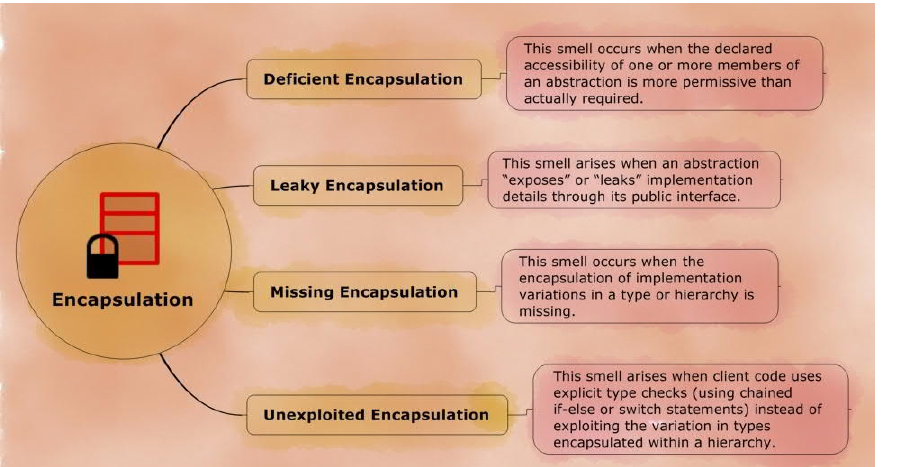 Encapsulation
Deficient Encapsulation
This smell occurs when the declared
accessibility of one or more members of
an abstraction is more permissive than
actually required.
Leaky Encapsulation
This smell arises when an abstraction
“exposes” or “leaks” implementation
details through its public interface.
Missing Encapsulation
This smell occurs when the
encapsulation of implementation
variations in a type or hierarchy is
missing.
Unexploited Encapsulation
This smell arises when client code uses
explicit type checks (using chained
if-else or switch statements) instead of
exploiting the variation in types
encapsulated within a hierarchy.